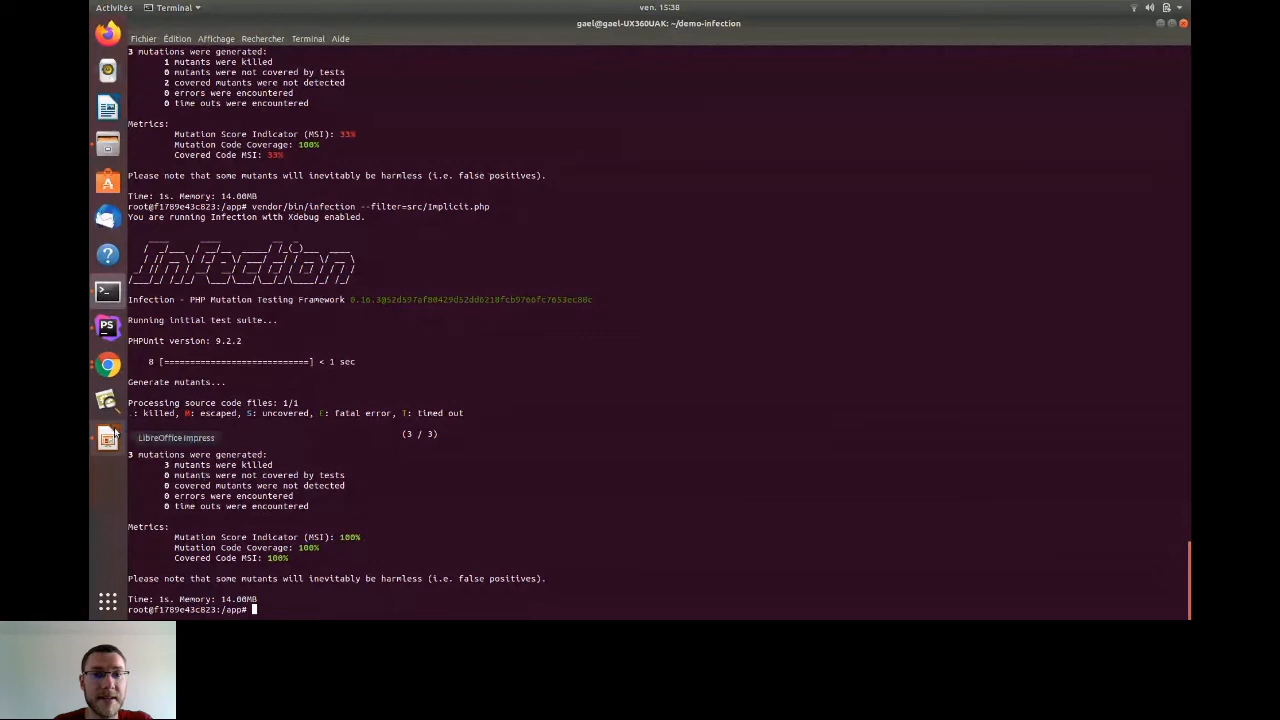 Activités
Terminal
ven. 15:38
gael@gael-UX360UAK: ~/demo-infection
Fichier Édition Affichage Rechercher Terminal Aide
3 mutations were generated:
1 mutants were killed
0 mutants were not covered by tests
2 covered mutants were not detected
0 errors were encountered
0 time outs were encountered
Metrics:
Mutation Score Indicator (MSI): 33%
Mutation Code Coverage: 100%
Covered Code MSI: 33%
Please note that some mutants will inevitably be harmless (i.e. false positives).
Time: 1s. Memory: 14.00MB
root@f1789e43c823:/app# vendor/bin/infection --filter=src/Implicit.php
You are running Infection with Xdebug enabled.
Infection
Infection - PHP Mutation Testing Framework
Running initial test suite...
PHPUnit version: 9.2.2
8 [============================] < 1 sec
Generate mutants...
Processing source code files: 1/1
.: killed, M: escaped, S: uncovered, E: fatal error, T: timed out
(3 / 3)
LibreOffice Impress
3 mutations were generated:
3 mutants were killed
0 mutants were not covered by tests
0 covered mutants were not detected
0 errors were encountered
0 time outs were encountered
Metrics:
Mutation Score Indicator (MSI): 100%
Mutation Code Coverage: 100%
Covered Code MSI: 100%
Please note that some mutants will inevitably be harmless (i.e. false positives).
Time: 1s. Memory: 14.00MB
root@f1789e43c823:/app#
PS